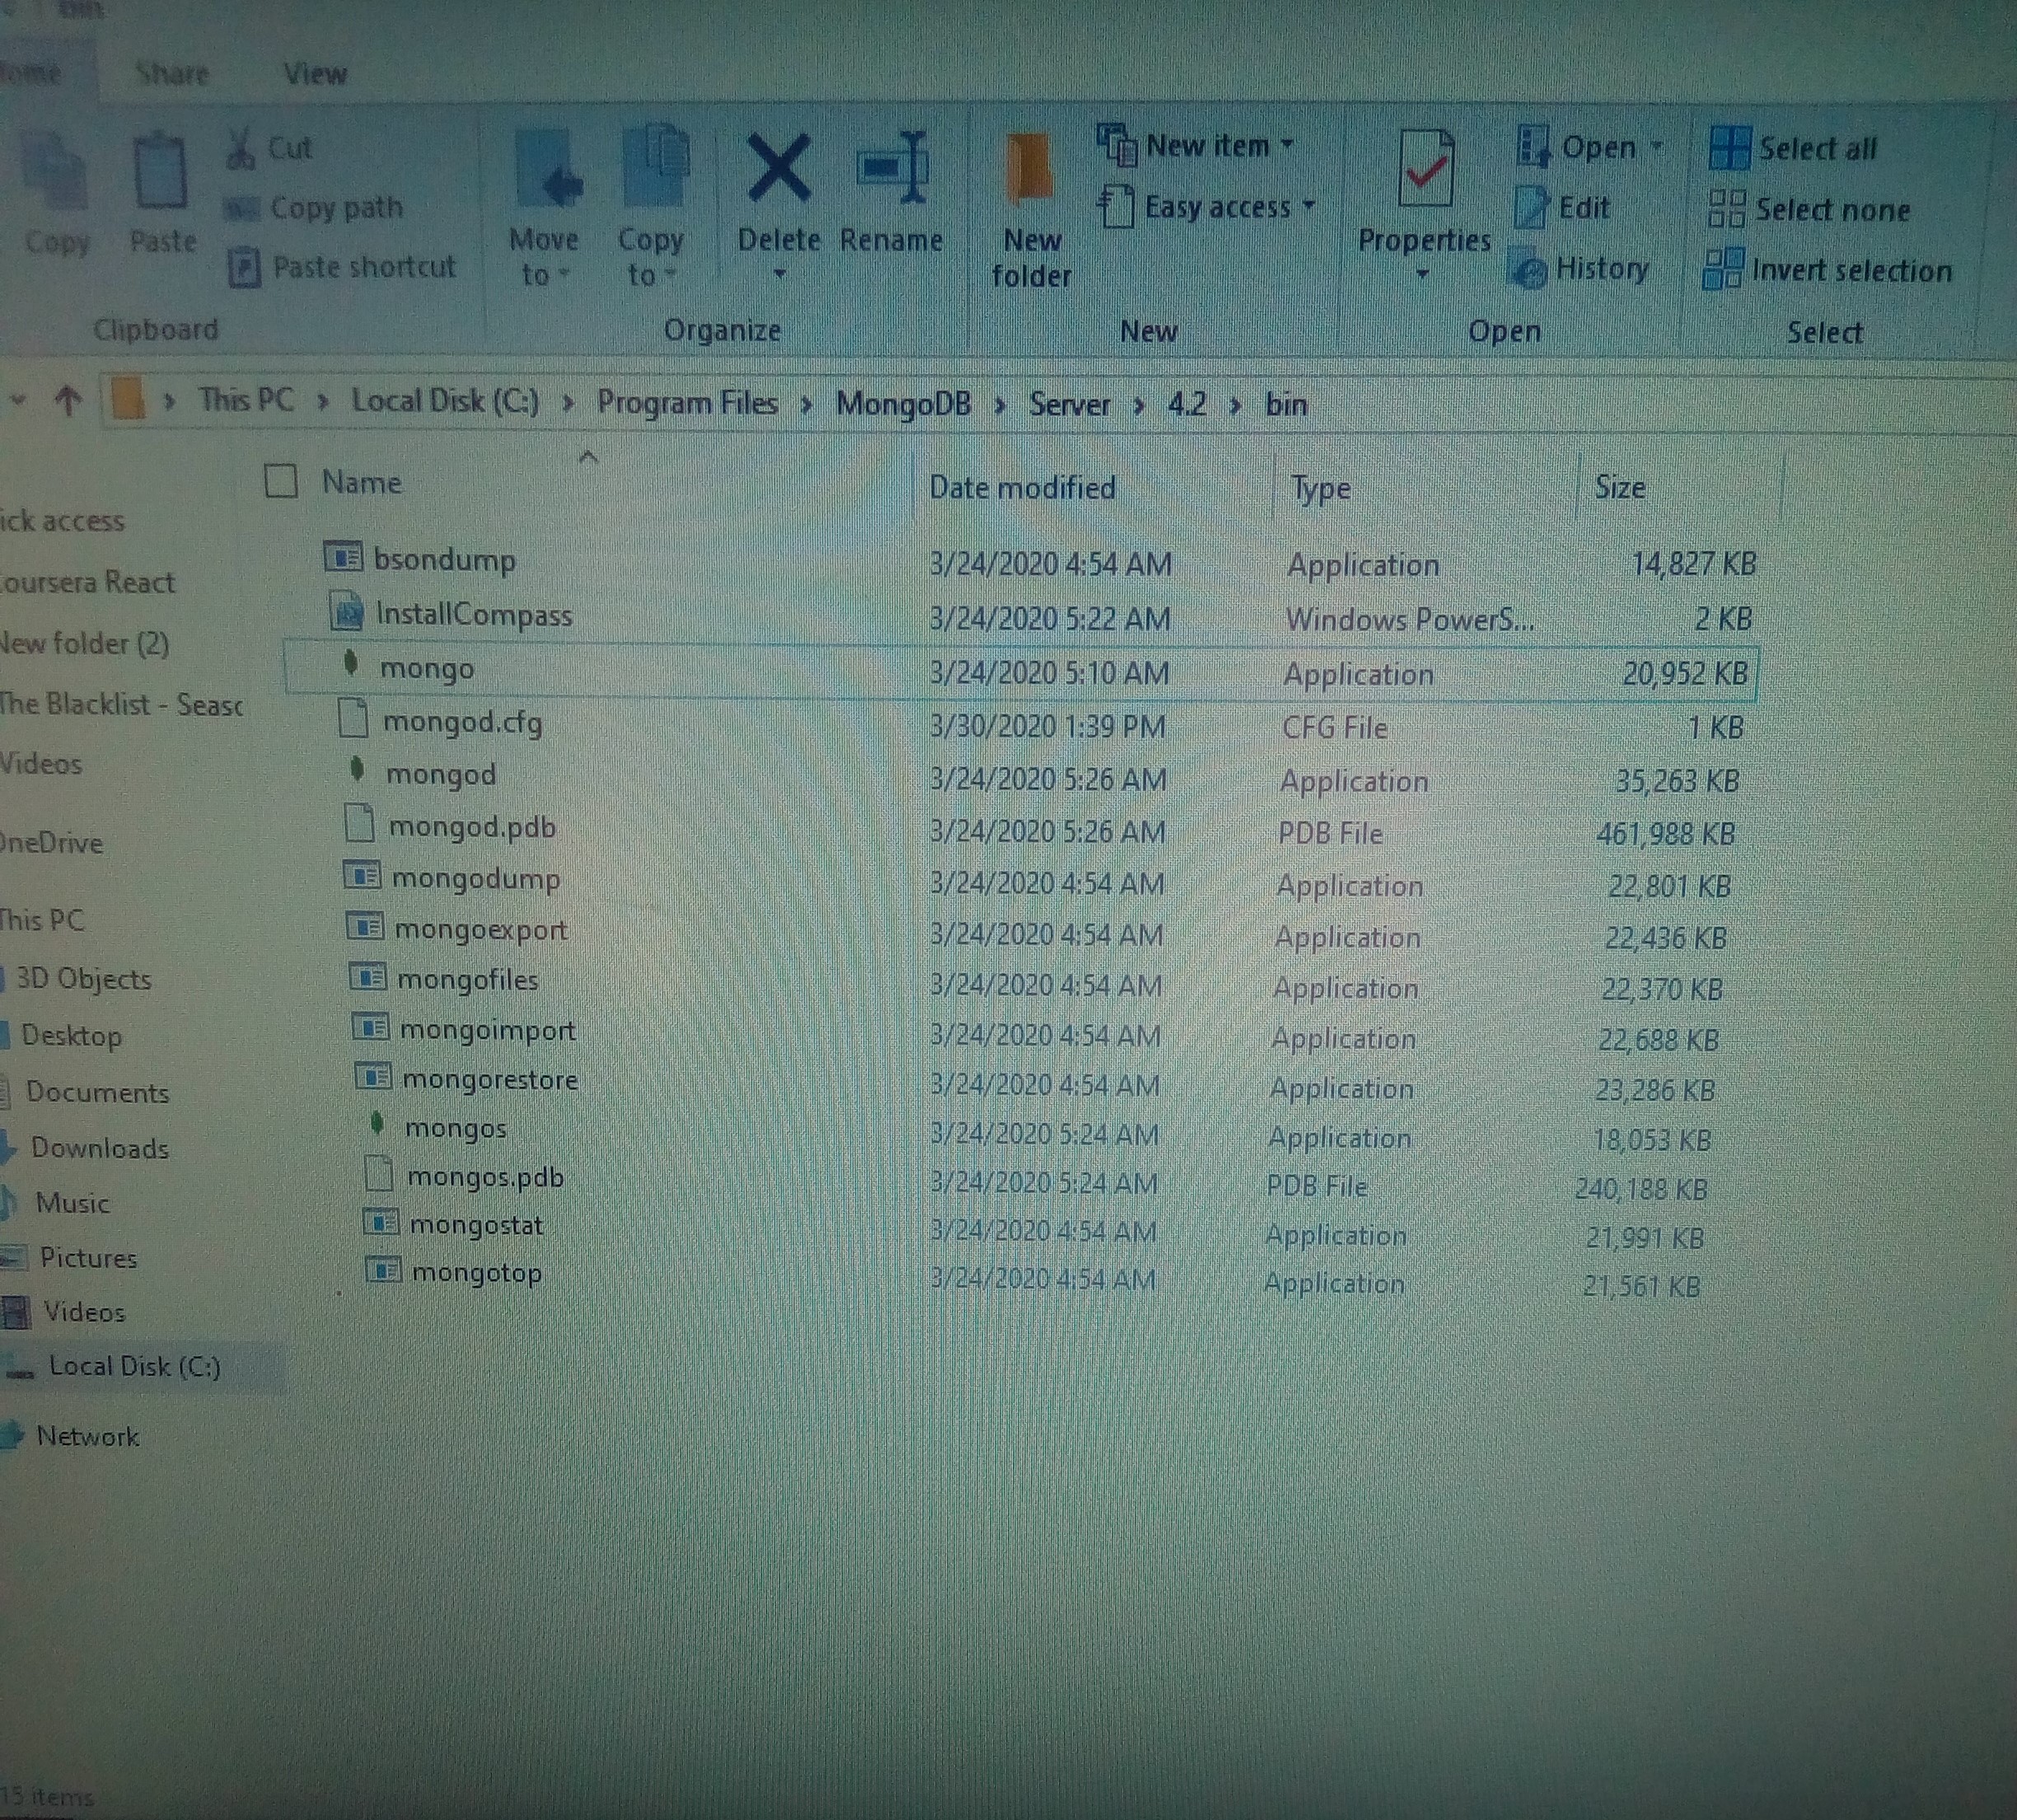 bin
Home Share View
Copy Paste Cut Copy path Paste shortcut
Move to Copy to Delete Rename
New folder New item Easy access
Properties Open Edit History
Select all Select none Invert selection
Clipboard Organize New Open Select
This PC › Local Disk (C:) › Program Files › MongoDB › Server › 4.2 › bin
Name Date modified Type Size
ick access
oursera React
New folder (2)
The Blacklist - Seasc
Videos
OneDrive
This PC
3D Objects
Desktop
Documents
Downloads
Music
Pictures
Videos
Local Disk (C:)
Network
bsondump 3/24/2020 4:54 AM Application 14,827 KB
InstallCompass 3/24/2020 5:22 AM Windows PowerS... 2 KB
mongo 3/24/2020 5:10 AM Application 20,952 KB
mongod.cfg 3/30/2020 1:39 PM CFG File 1 KB
mongod 3/24/2020 5:26 AM Application 35,263 KB
mongod.pdb 3/24/2020 5:26 AM PDB File 461,988 KB
mongodump 3/24/2020 4:54 AM Application 22,801 KB
mongoexport 3/24/2020 4:54 AM Application 22,436 KB
mongofiles 3/24/2020 4:54 AM Application 22,370 KB
mongoimport 3/24/2020 4:54 AM Application 22,688 KB
mongorestore 3/24/2020 4:54 AM Application 23,286 KB
mongos 3/24/2020 5:24 AM Application 18,053 KB
mongos.pdb 3/24/2020 5:24 AM PDB File 240,188 KB
mongostat 3/24/2020 4:54 AM Application 21,991 KB
mongotop 3/24/2020 4:54 AM Application 21,561 KB
15 items